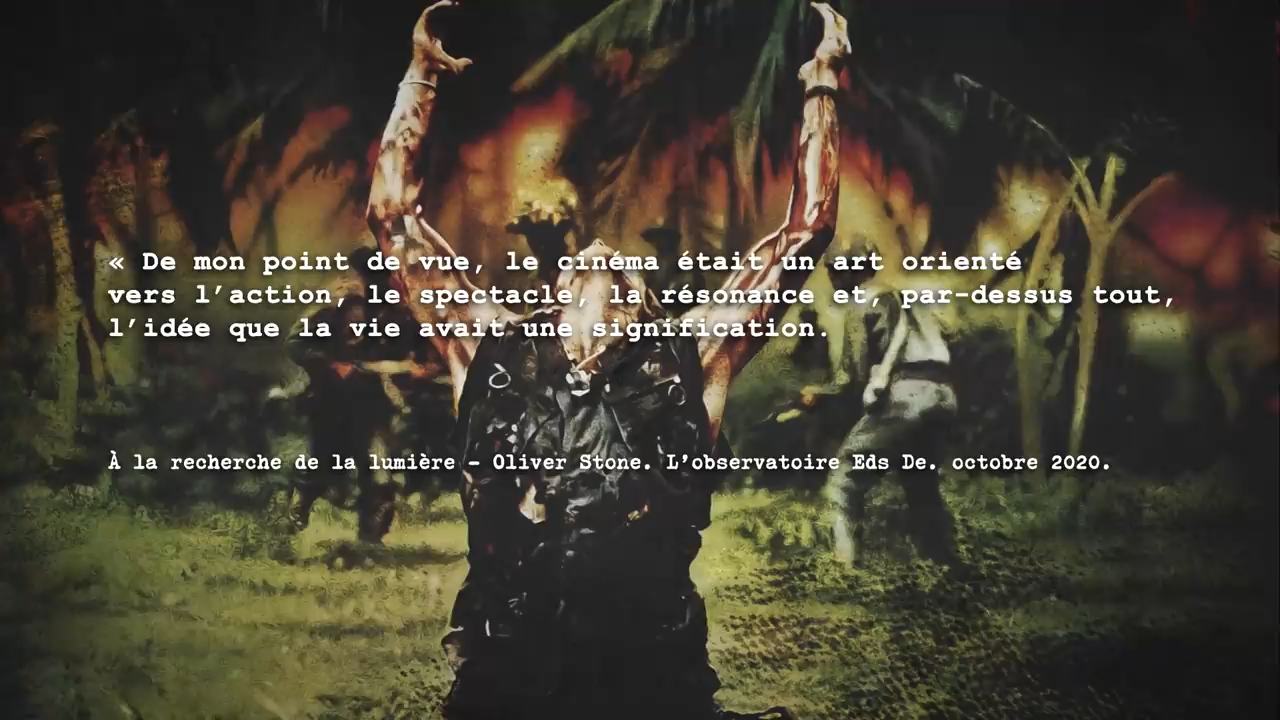 « De mon point de vue, le cinéma était un art orienté
vers l’action, le spectacle, la résonance et, par-dessus tout,
l’idée que la vie avait une signification.
À la recherche de la lumière – Oliver Stone. L’observatoire Eds De. octobre 2020.